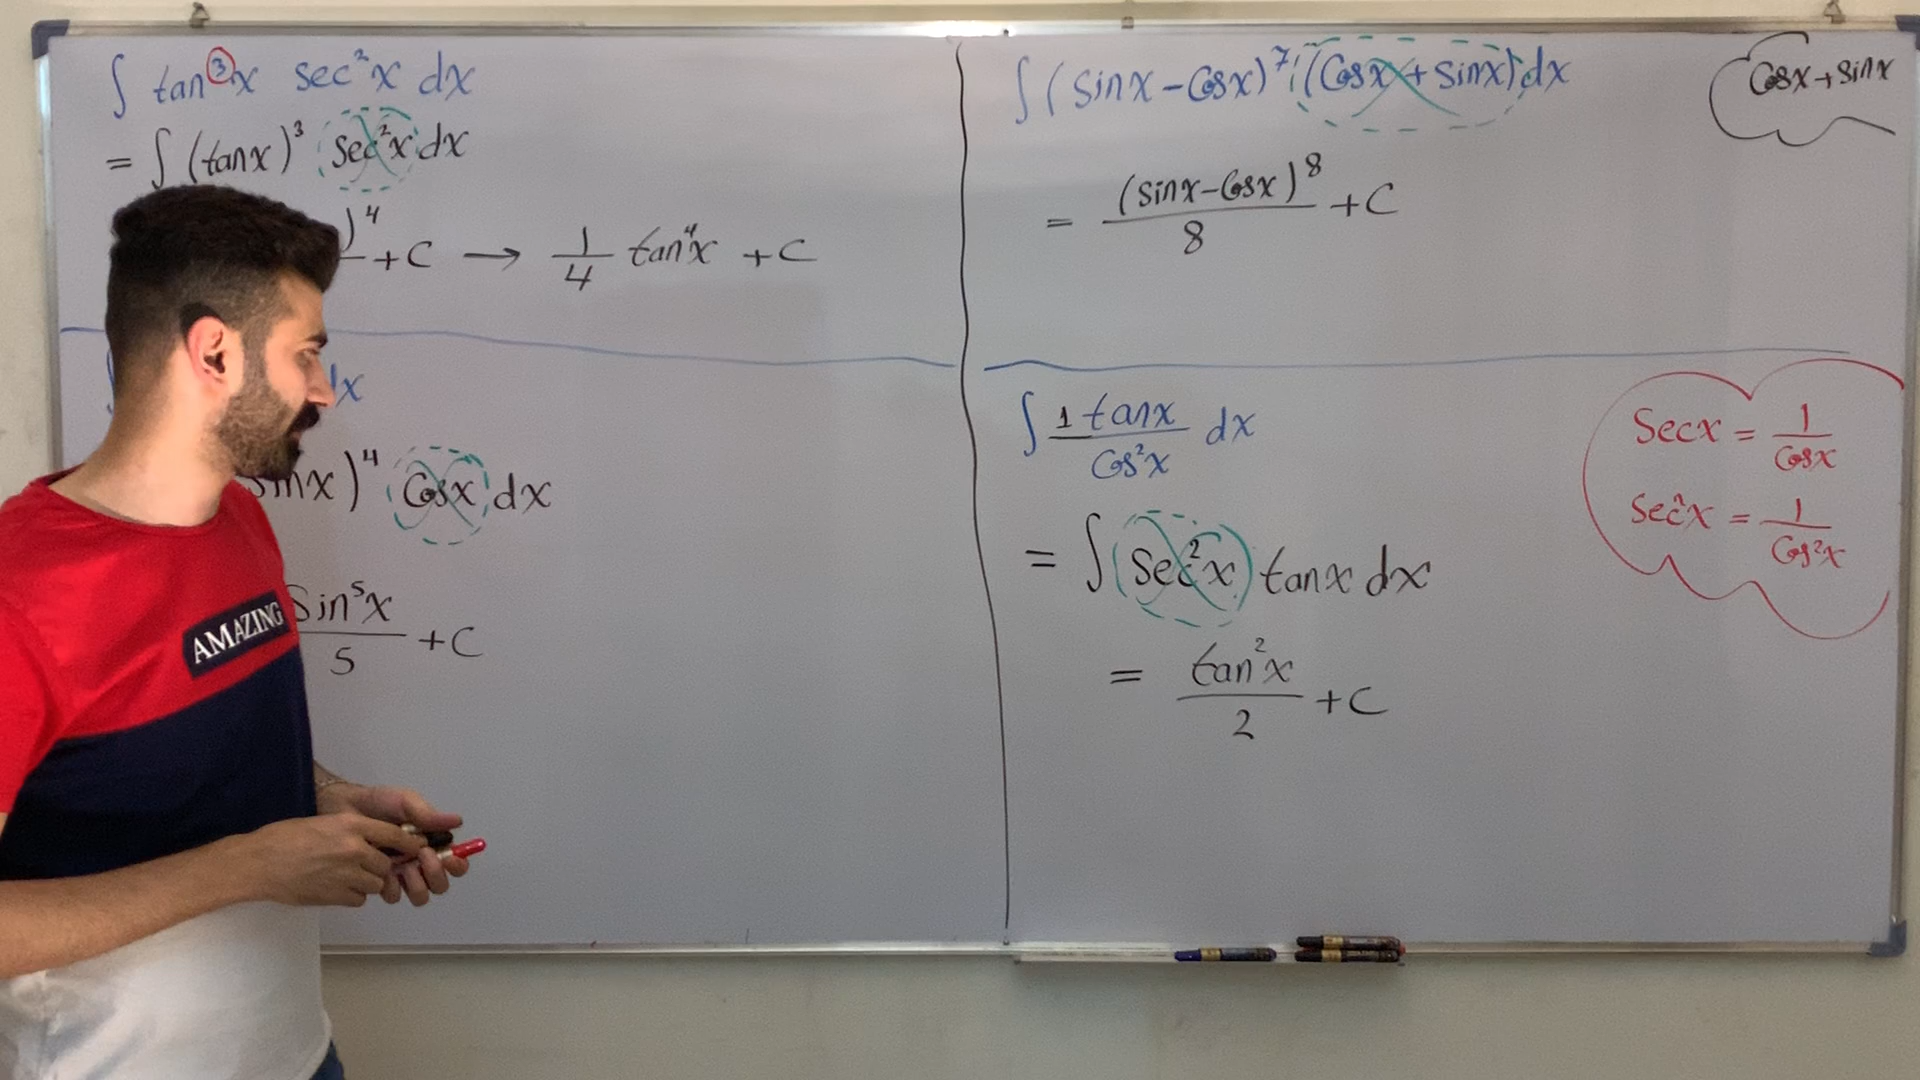 ∫ tan³x sec²x dx
= ∫ (tanx)³ sec²x dx
)⁴ + C → 1/4 tan⁴x + C
dx
sinx)⁴ Cosx dx
Sin⁵x / 5 + C
∫ (sinx - Cosx)⁷ (Cosx + sinx) dx
Cosx + sinx
= (sinx - Cosx)⁸ / 8 + C
∫ 1 tanx / Cos²x dx
= ∫ Sec²x tanx dx
= tan²x / 2 + C
Secx = 1 / Cosx
Sec²x = 1 / Cos²x
AMAZING